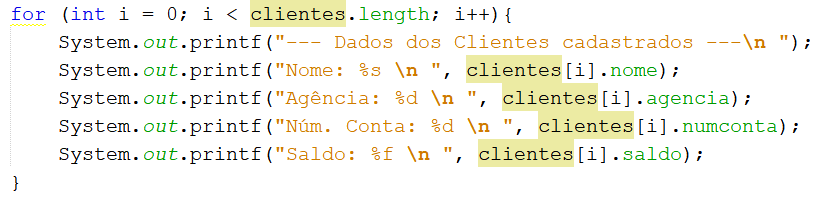 for (int i = 0; i < clientes.length; i++){
System.out.printf("--- Dados dos Clientes cadastrados ---\n ");
System.out.printf("Nome: %s \n ", clientes[i].nome);
System.out.printf("Agência: %d \n ", clientes[i].agencia);
System.out.printf("Núm. Conta: %d \n ", clientes[i].numconta);
System.out.printf("Saldo: %f \n ", clientes[i].saldo);
}